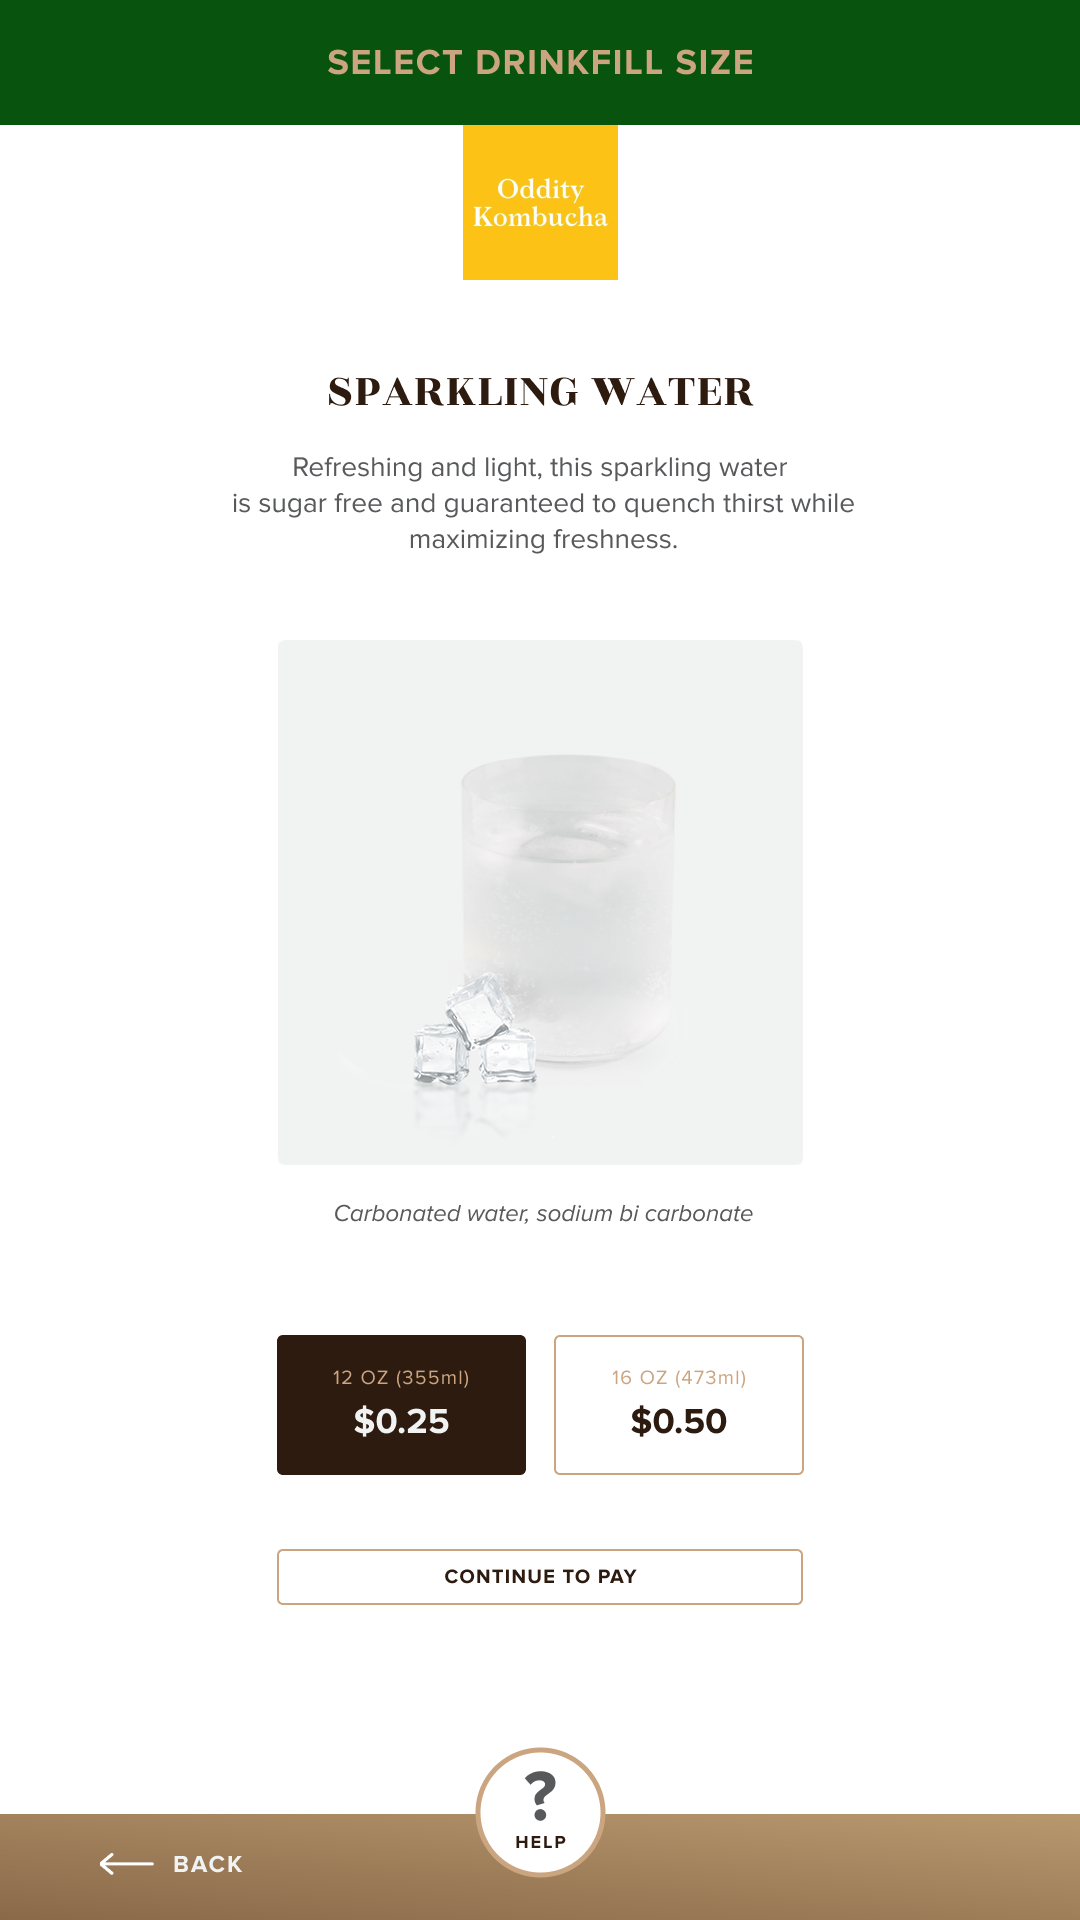 SELECT DRINKFILL SIZE
Oddity
Kombucha
SPARKLING WATER
Refreshing and light, this sparkling water
is sugar free and guaranteed to quench thirst while
maximizing freshness.
Carbonated water, sodium bi carbonate
12 OZ (355ml)
$0.25
16 OZ (473ml)
$0.50
CONTINUE TO PAY
?
HELP
BACK